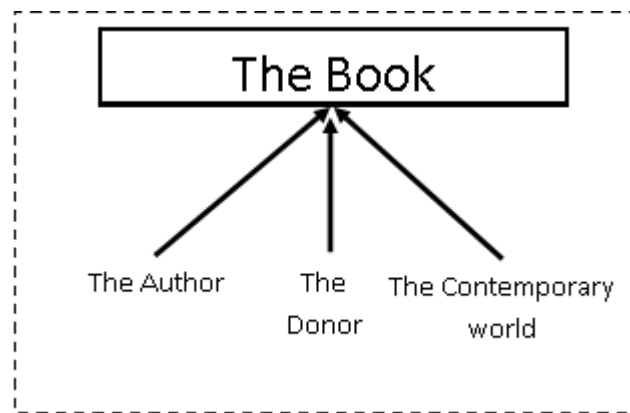 The Book
The Author
The
Donor
The Contemporary
world